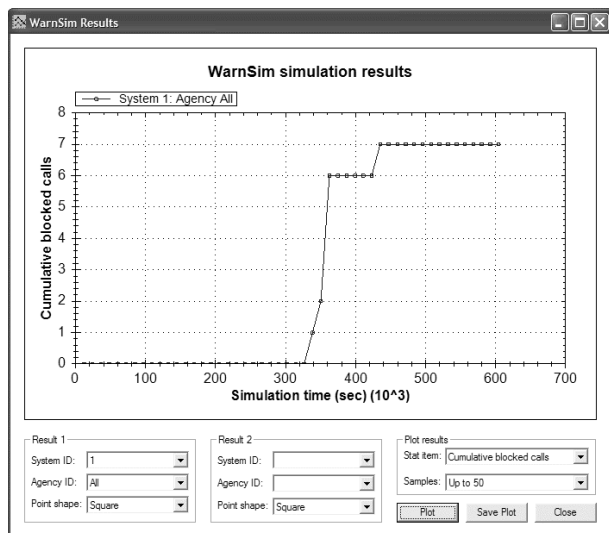 WarnSim Results
WarnSim simulation results
System 1: Agency All
Cumulative blocked calls
8
7
6
5
4
3
2
1
0
0 100 200 300 400 500 600 700
Simulation time (sec) (10^3)
Result 1
System ID: 1
Agency ID: All
Point shape: Square
Result 2
System ID:
Agency ID:
Point shape: Square
Plot results
Stat item: Cumulative blocked calls
Samples: Up to 50
Plot Save Plot Close